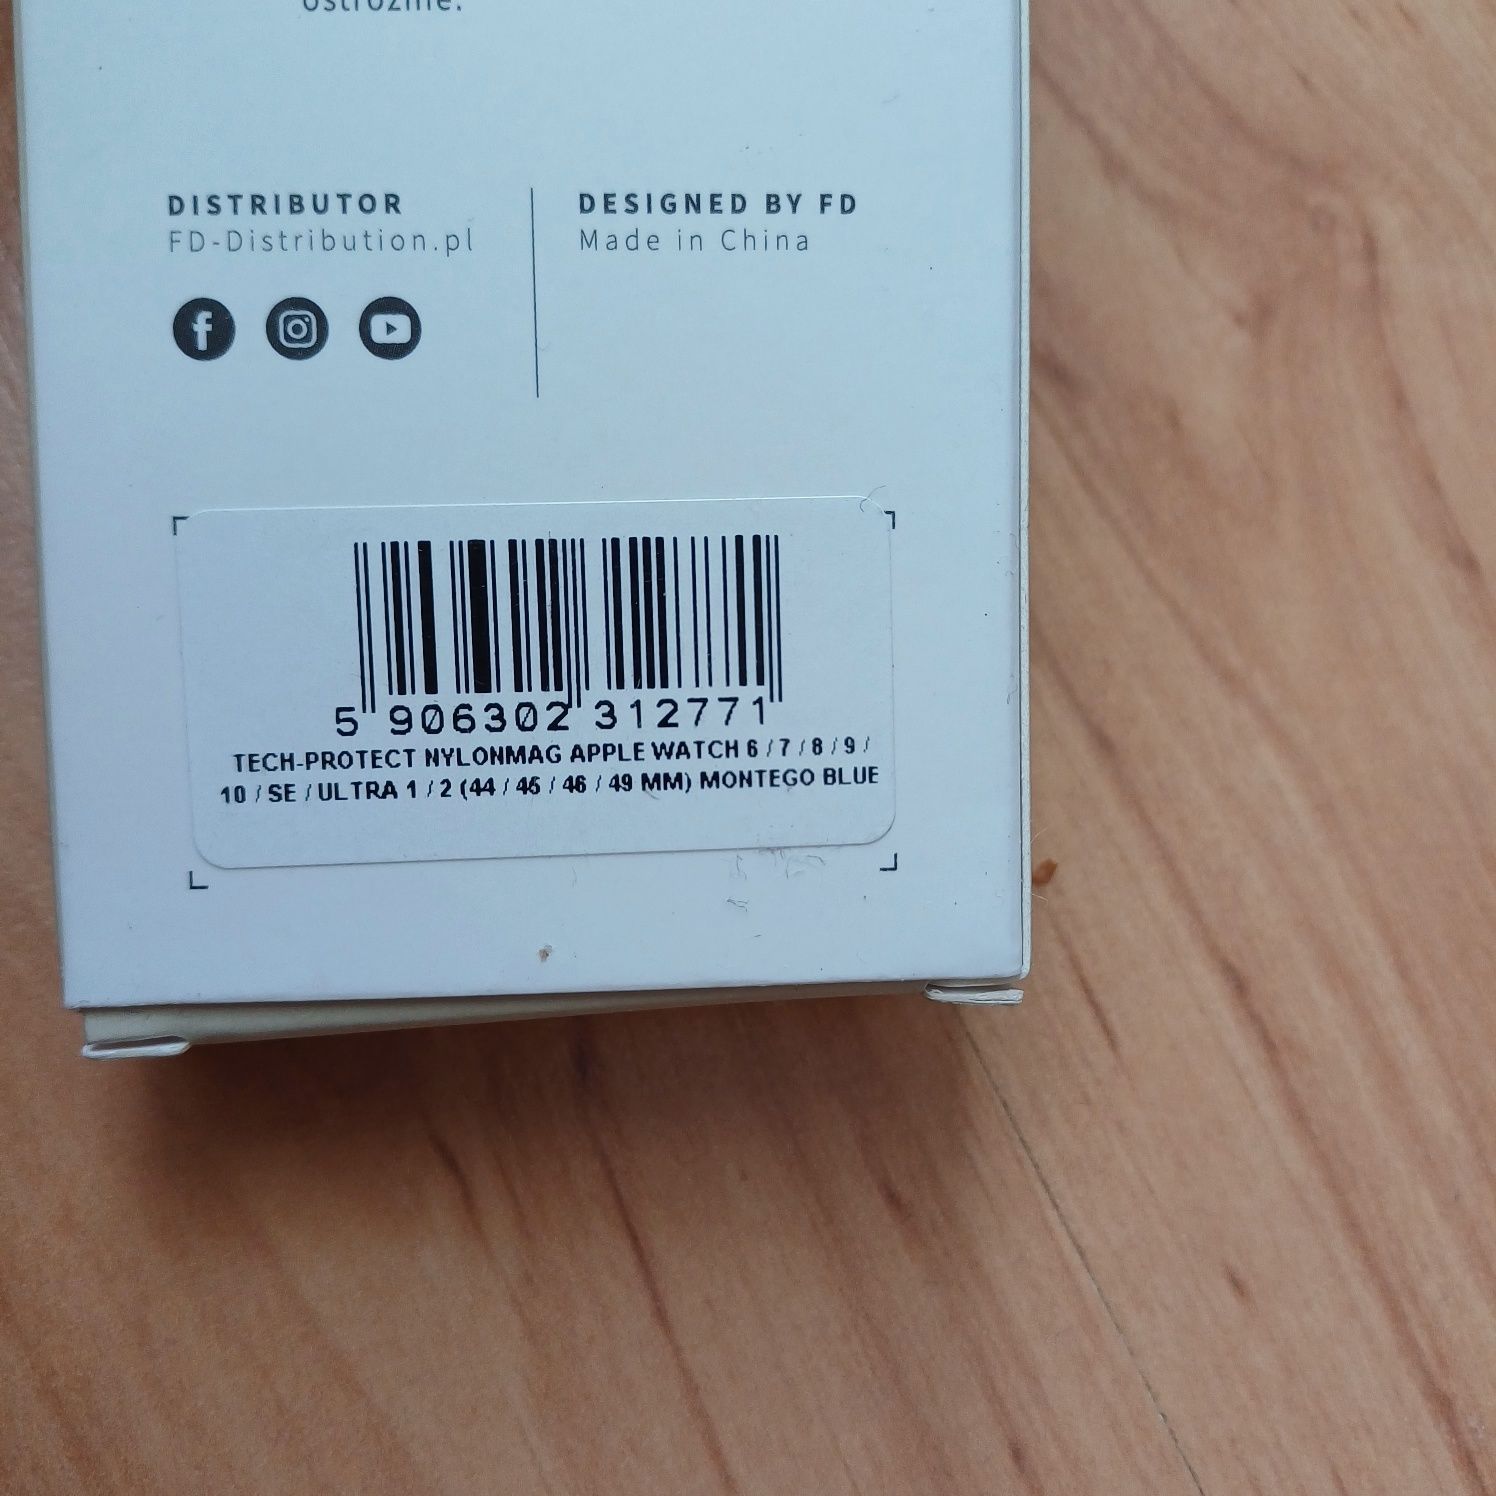 ostrożnie.
DISTRIBUTOR
FD-Distribution.pl
DESIGNED BY FD
Made in China
5 906302 312771
TECH-PROTECT NYLONMAG APPLE WATCH 6 / 7 / 8 / 9 /
10 / SE / ULTRA 1 / 2 (44 / 45 / 46 / 49 MM) MONTEGO BLUE